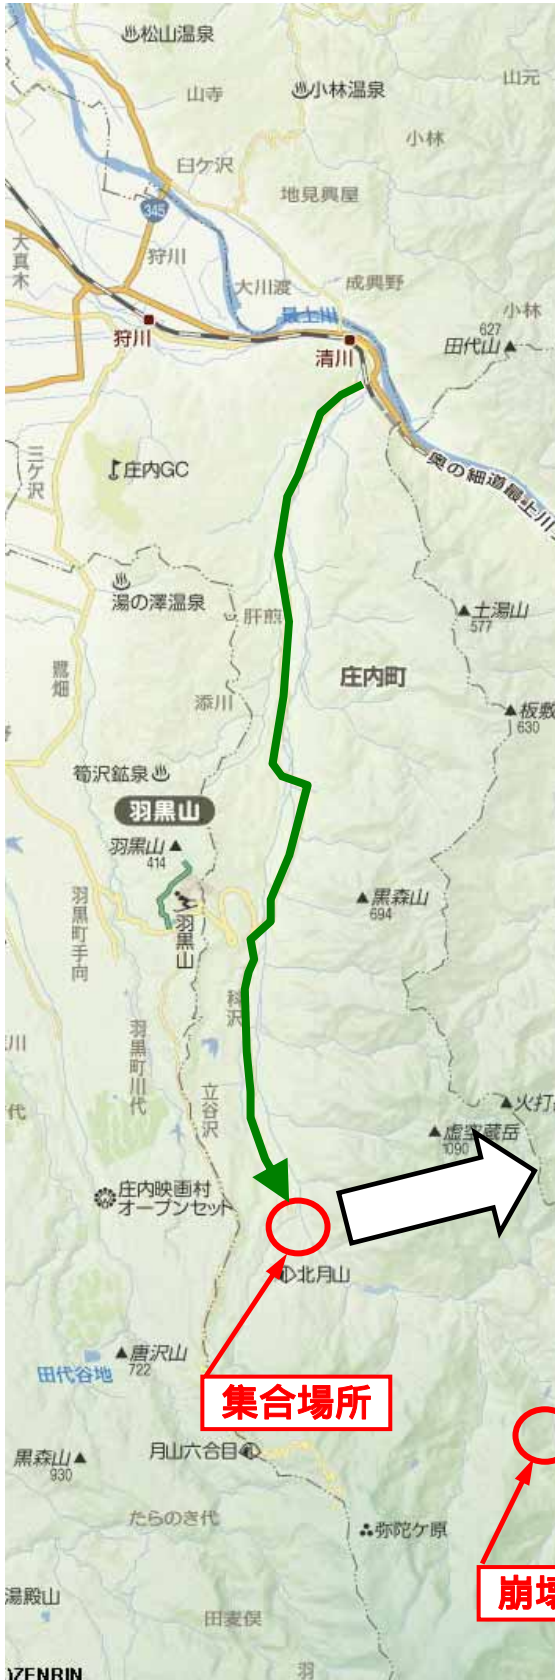 松山温泉
山寺
小林温泉
山元
小林
臼ケ沢
地見興屋
345
大真木
狩川
大川渡
成興野
最上川
小林
627
田代山
狩川
清川
奥の細道最上川
三ケ沢
庄内GC
湯の澤温泉
肝煎
土湯山
577
鷺畑
添川
庄内町
板敷
630
野
筍沢鉱泉
羽黒山
羽黒山
414
羽黒山
黒森山
694
羽黒町手向
科沢
羽黒町川代
川
代
立谷沢
火打
虚空蔵岳
1090
庄内映画村
オープンセット
北月山
唐沢山
722
田代谷地
集合場所
黒森山
930
月山六合目
たらのき代
弥陀ケ原
崩壊
湯殿山
田麦俣
羽
ZENRIN